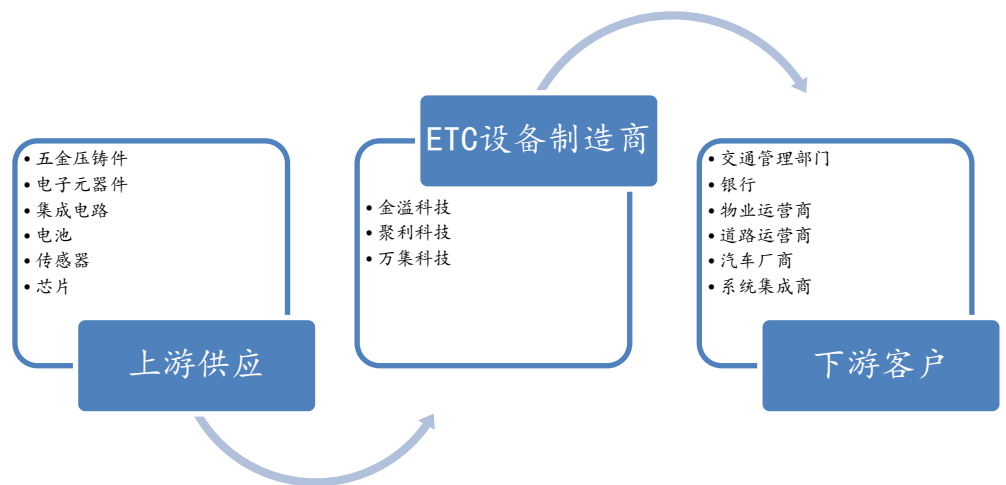 • 五金压铸件
• 电子元器件
• 集成电路
• 电池
• 传感器
• 芯片
上游供应
ETC设备制造商
• 金溢科技
• 聚利科技
• 万集科技
• 交通管理部门
• 银行
• 物业运营商
• 道路运营商
• 汽车厂商
• 系统集成商
下游客户